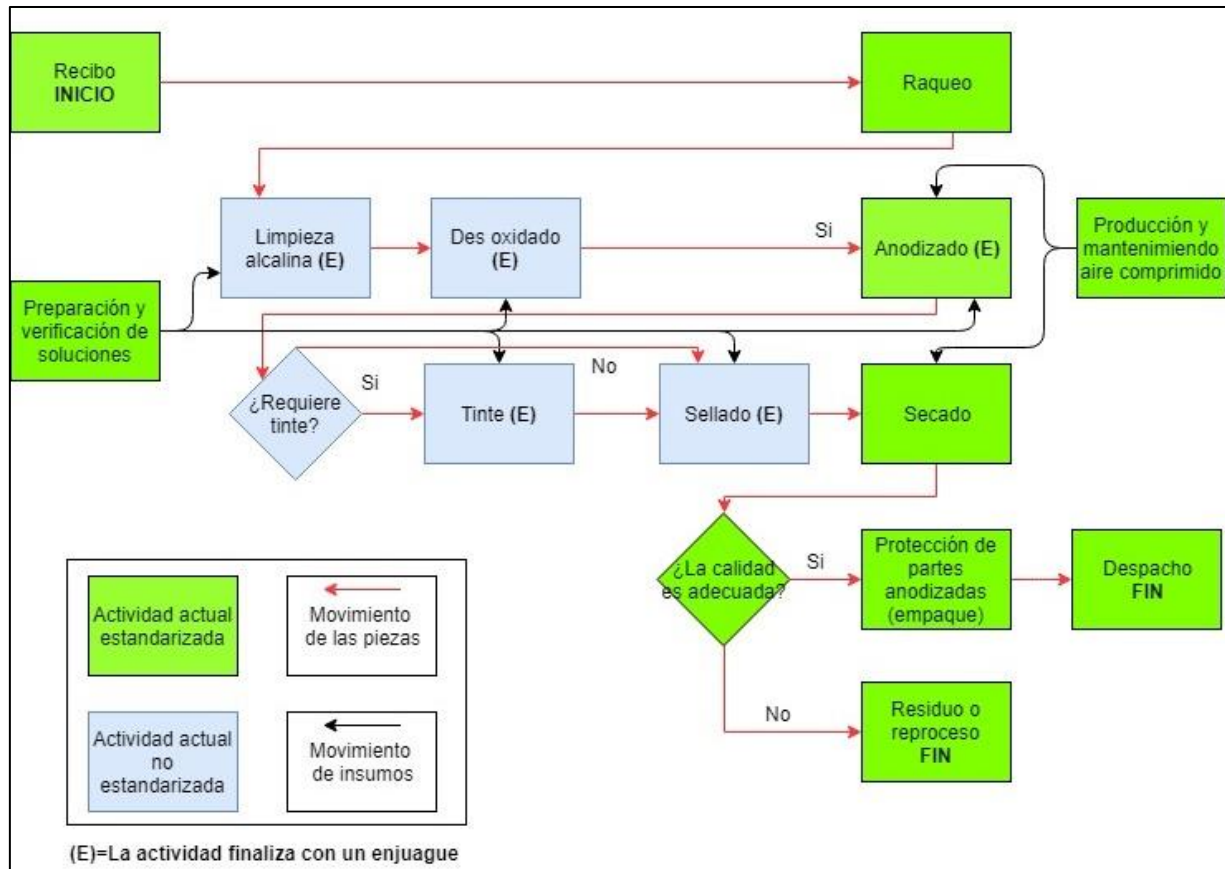 Recibo
INICIO
Raqueo
Limpieza
alcalina (E)
Des oxidado
(E)
Si
Anodizado (E)
Producción y
mantenimiendo
aire comprimido
Preparación y
verificación de
soluciones
¿Requiere
tinte?
Si
Tinte (E)
No
Sellado (E)
Secado
¿La calidad
es adecuada?
Si
Protección de
partes
anodizadas
(empaque)
Despacho
FIN
No
Residuo o
reproceso
FIN
Actividad actual
estandarizada
Movimiento
de las piezas
Actividad actual
no
estandarizada
Movimiento
de insumos
(E)=La actividad finaliza con un enjuague